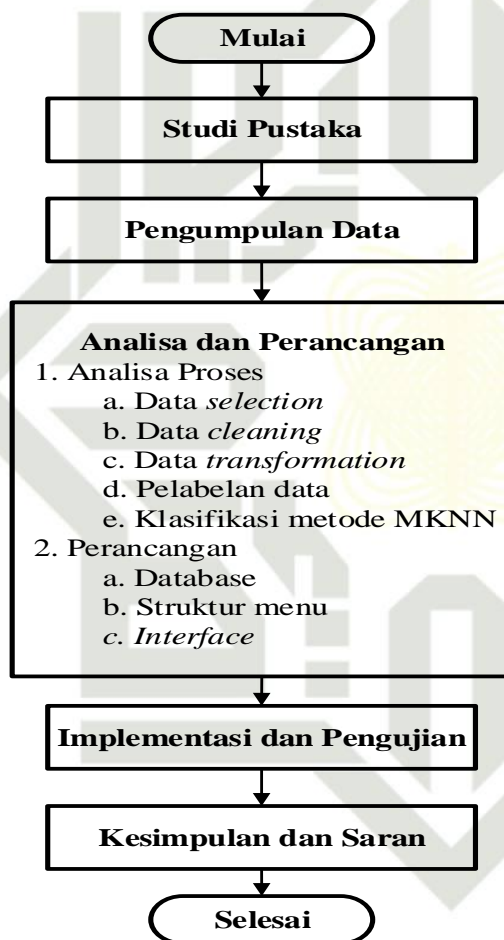 Mulai
Studi Pustaka
Pengumpulan Data
Analisa dan Perancangan
1. Analisa Proses
a. Data selection
b. Data cleaning
c. Data transformation
d. Pelabelan data
e. Klasifikasi metode MKNN
2. Perancangan
a. Database
b. Struktur menu
c. Interface
Implementasi dan Pengujian
Kesimpulan dan Saran
Selesai